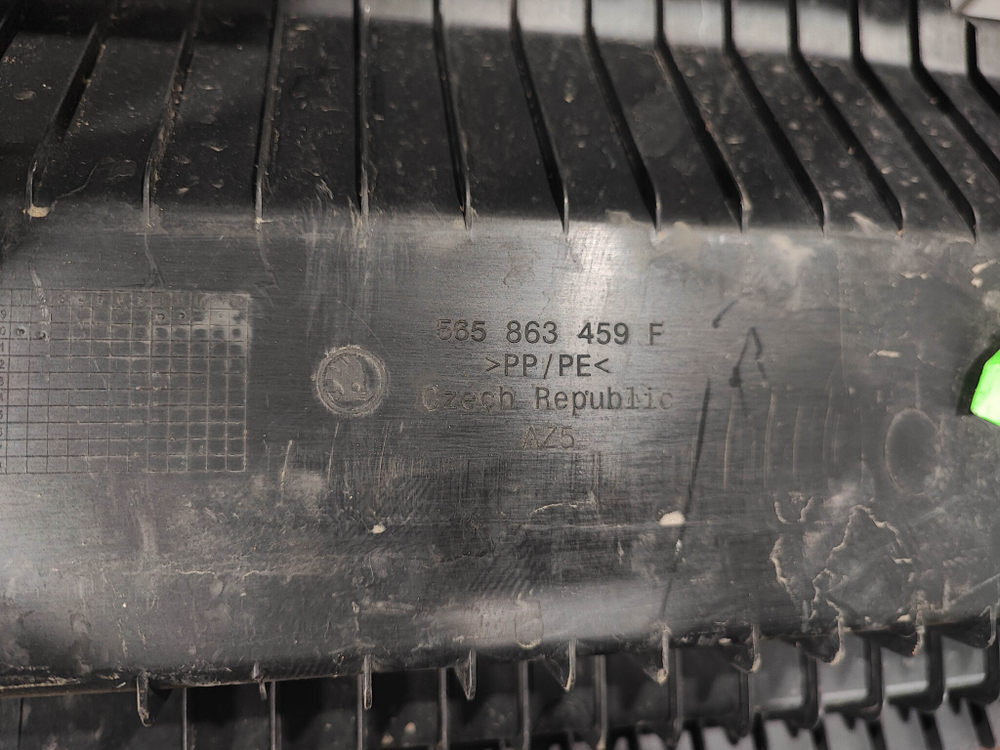 565 863 459 F
>PP/PE<
Czech Republic
AZ5